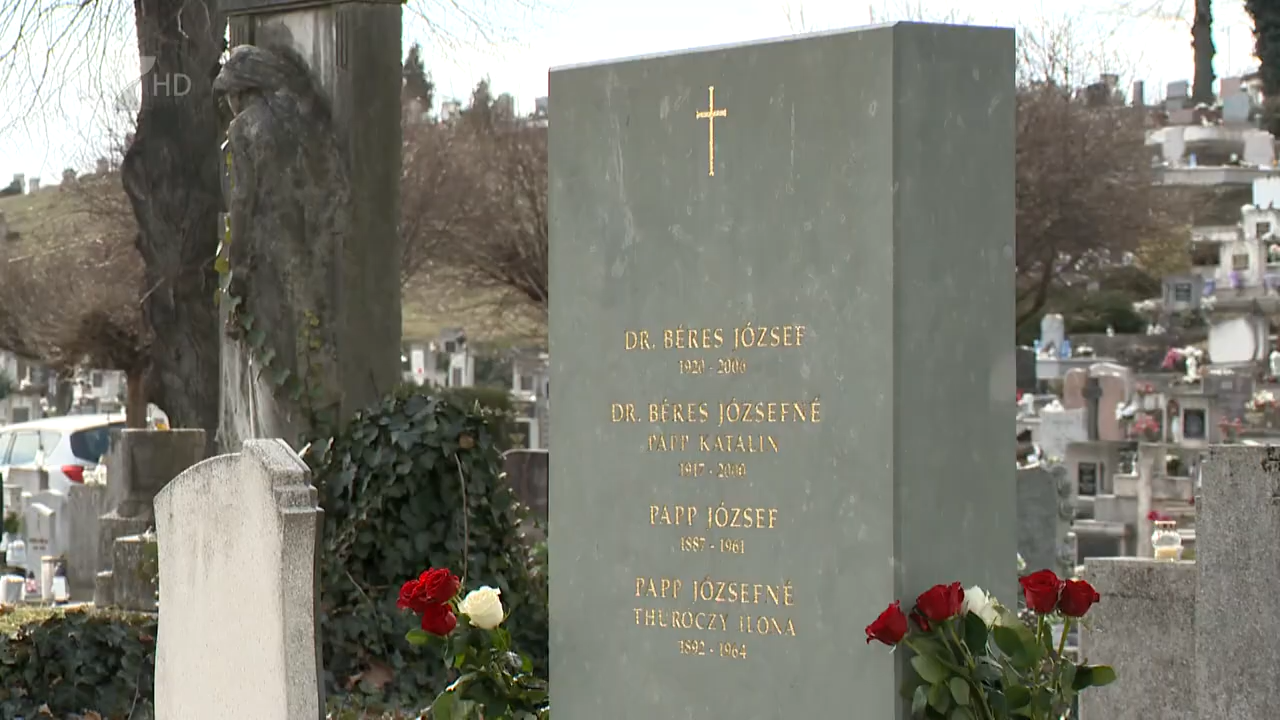 HD
DR. BÉRES JÓZSEF
1920 - 2006
DR. BÉRES JÓZSEFNÉ
PAPP KATALIN
1917 - 2000
PAPP JÓZSEF
1887 - 1961
PAPP JÓZSEFNÉ
THURÓCZY ILONA
1892 - 1964